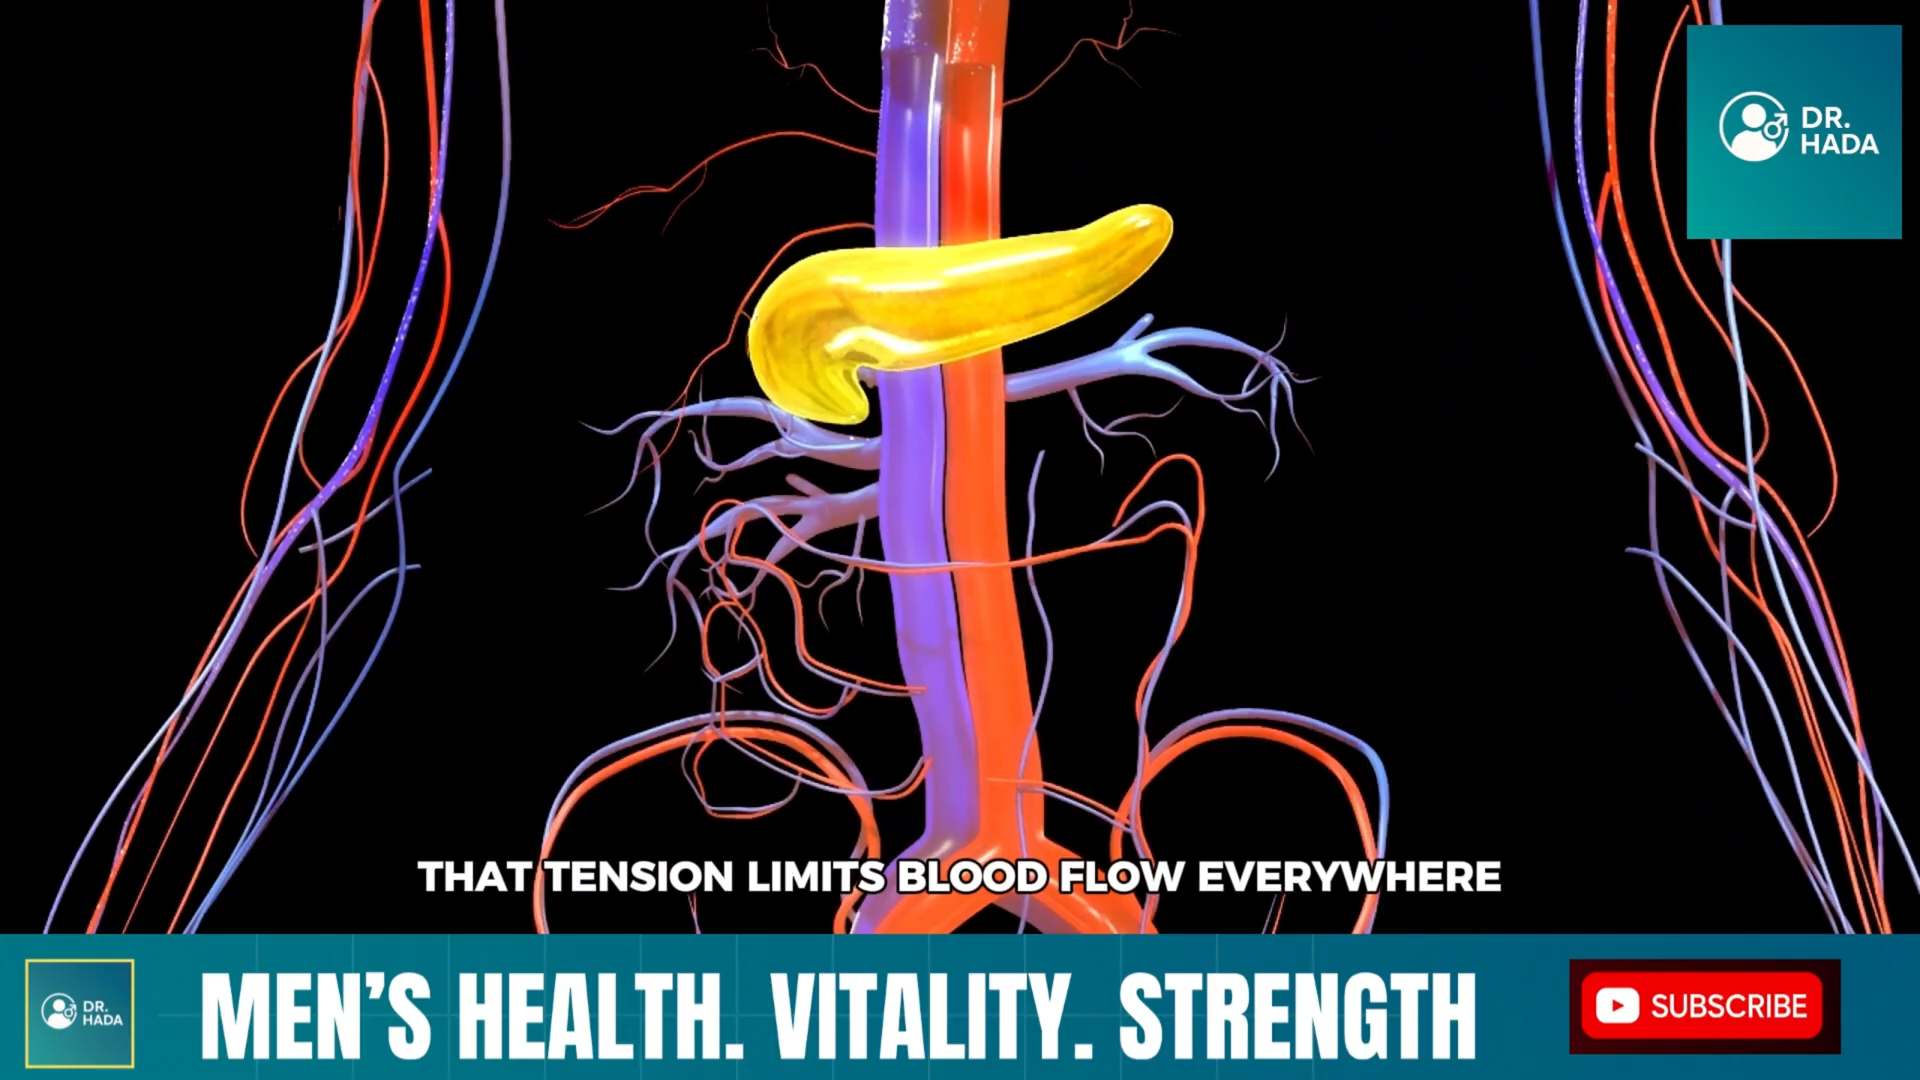 DR.
HADA
THAT TENSION LIMITS BLOOD FLOW EVERYWHERE
DR.
HADA
MEN'S HEALTH. VITALITY. STRENGTH
SUBSCRIBE